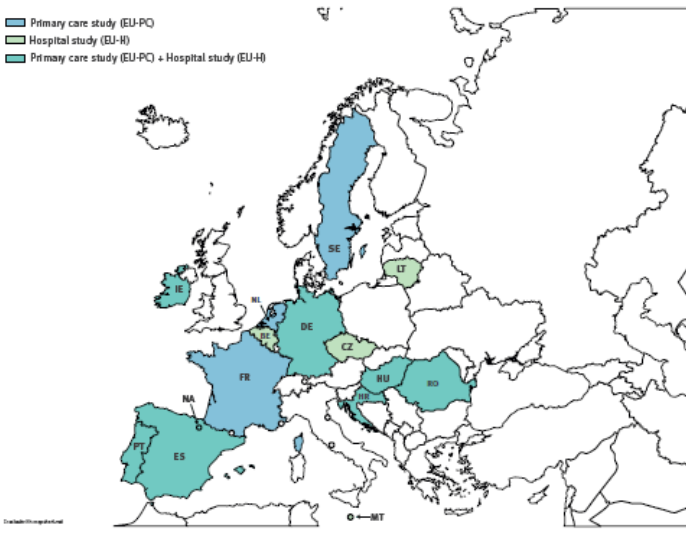 Primary care study (EU-PC)
Hospital study (EU-H)
Primary care study (EU-PC) + Hospital study (EU-H)
SE
LT
IE
NL
DE
BE
CZ
FR
HU
RO
HR
NA
PT
ES
MT